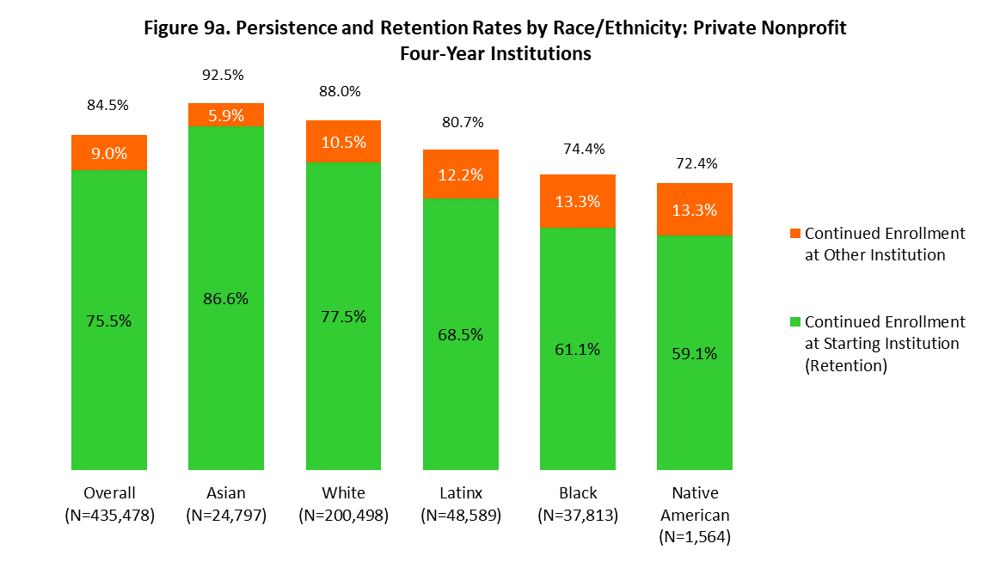 Figure 9a. Persistence and Retention Rates by Race/Ethnicity: Private Nonprofit
Four-Year Institutions
84.5%
92.5%
88.0%
80.7%
74.4%
72.4%
9.0%
5.9%
10.5%
12.2%
13.3%
13.3%
75.5%
86.6%
77.5%
68.5%
61.1%
59.1%
Continued Enrollment
at Other Institution
Continued Enrollment
at Starting Institution
(Retention)
Overall
(N=435,478)
Asian
(N=24,797)
White
(N=200,498)
Latinx
(N=48,589)
Black
(N=37,813)
Native
American
(N=1,564)